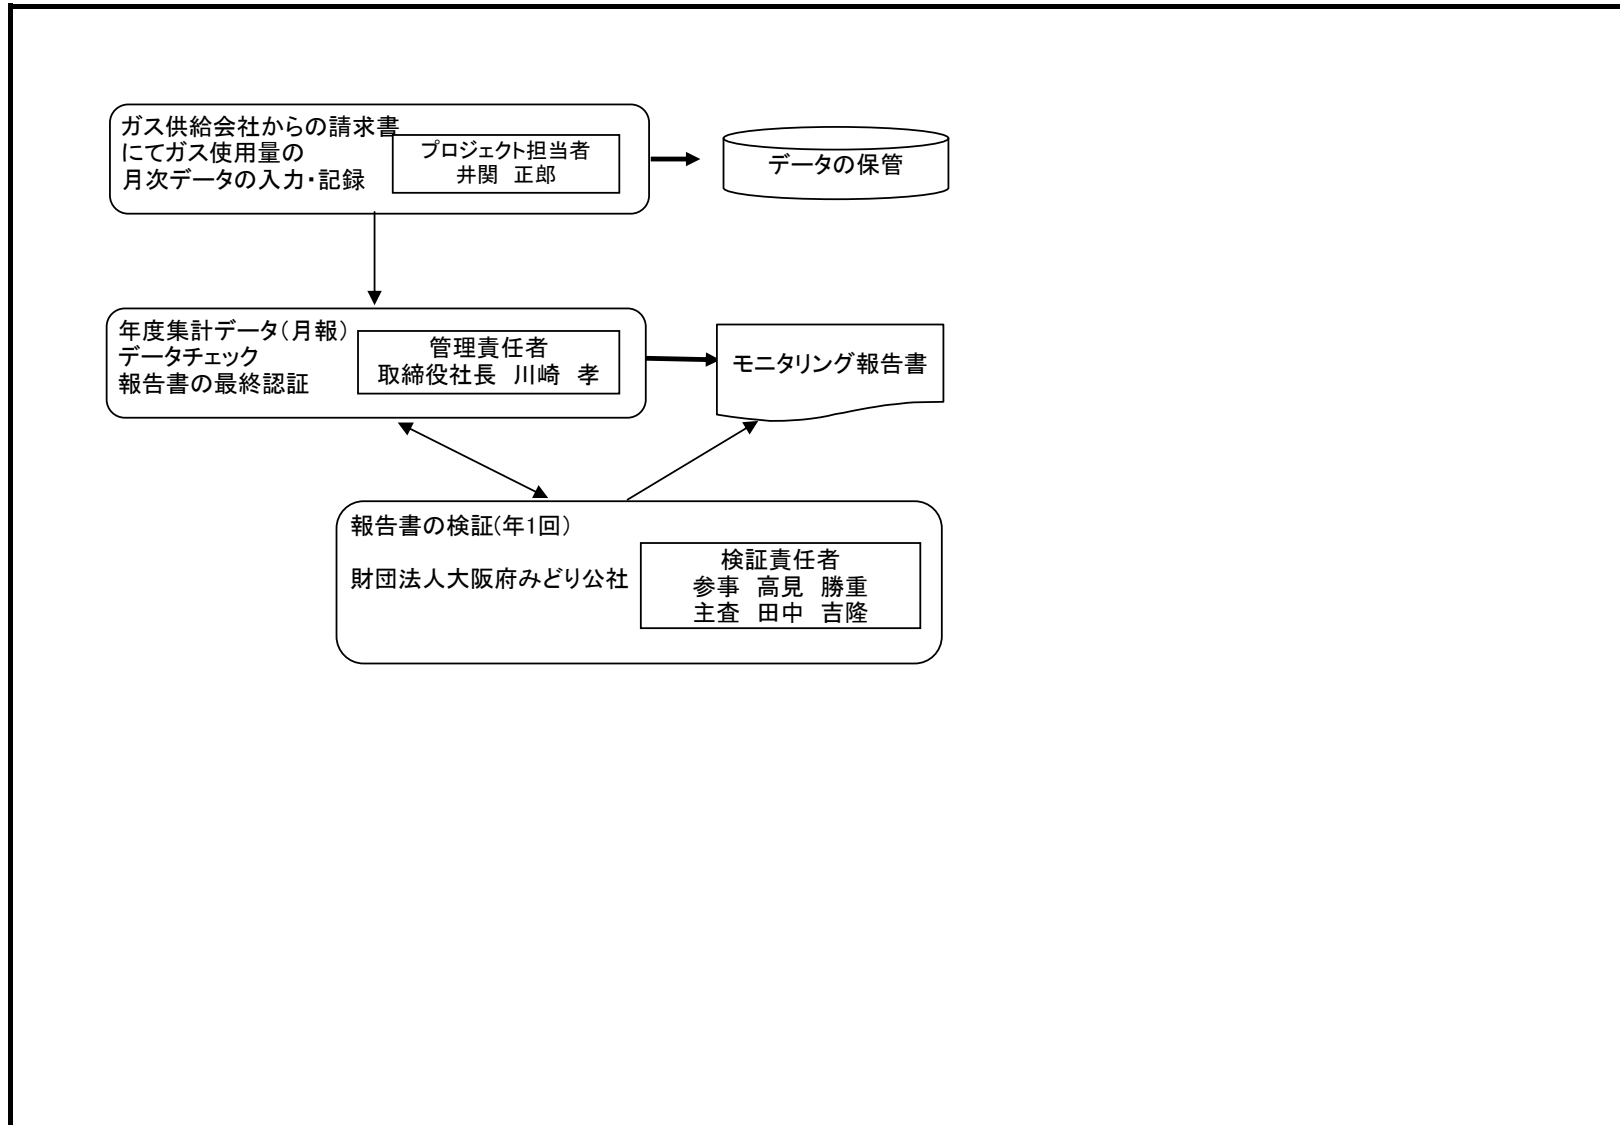 ガス供給会社からの請求書
にてガス使用量の
月次データの入力・記録
プロジェクト担当者
井関　正郎
データの保管
年度集計データ(月報)
データチェック
報告書の最終認証
管理責任者
取締役社長　川崎　孝
モニタリング報告書
報告書の検証(年1回)
財団法人大阪府みどり公社
検証責任者
参事　高見　勝重
主査　田中　吉隆